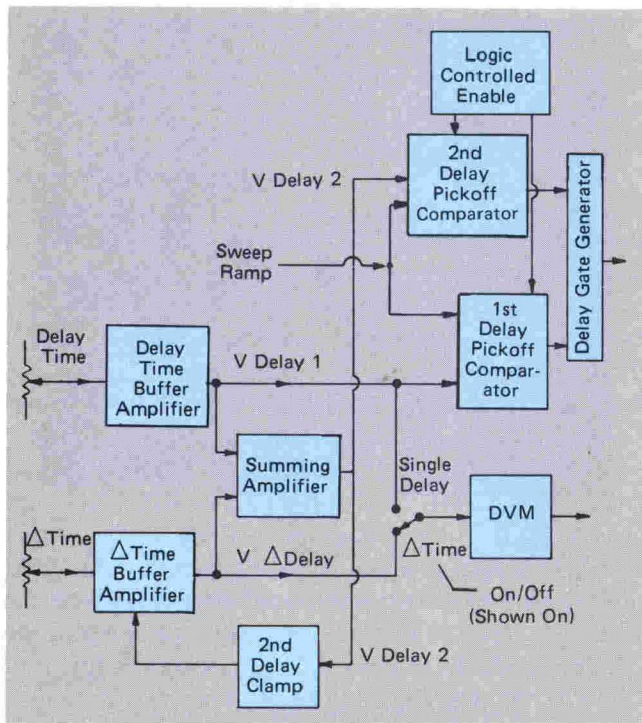 Logic
Controlled
Enable
V Delay 2
2nd
Delay
Pickoff
Comparator
Sweep
Ramp
Delay Gate Generator
1st
Delay
Pickoff
Compar-
ator
Delay
Time
Delay
Time
Buffer
Amplifier
V Delay 1
Summing
Amplifier
Single
Delay
DVM
ΔTime
ΔTime
Buffer
Amplifier
V ΔDelay
ΔTime
On/Off
(Shown On)
2nd
Delay
Clamp
V Delay 2